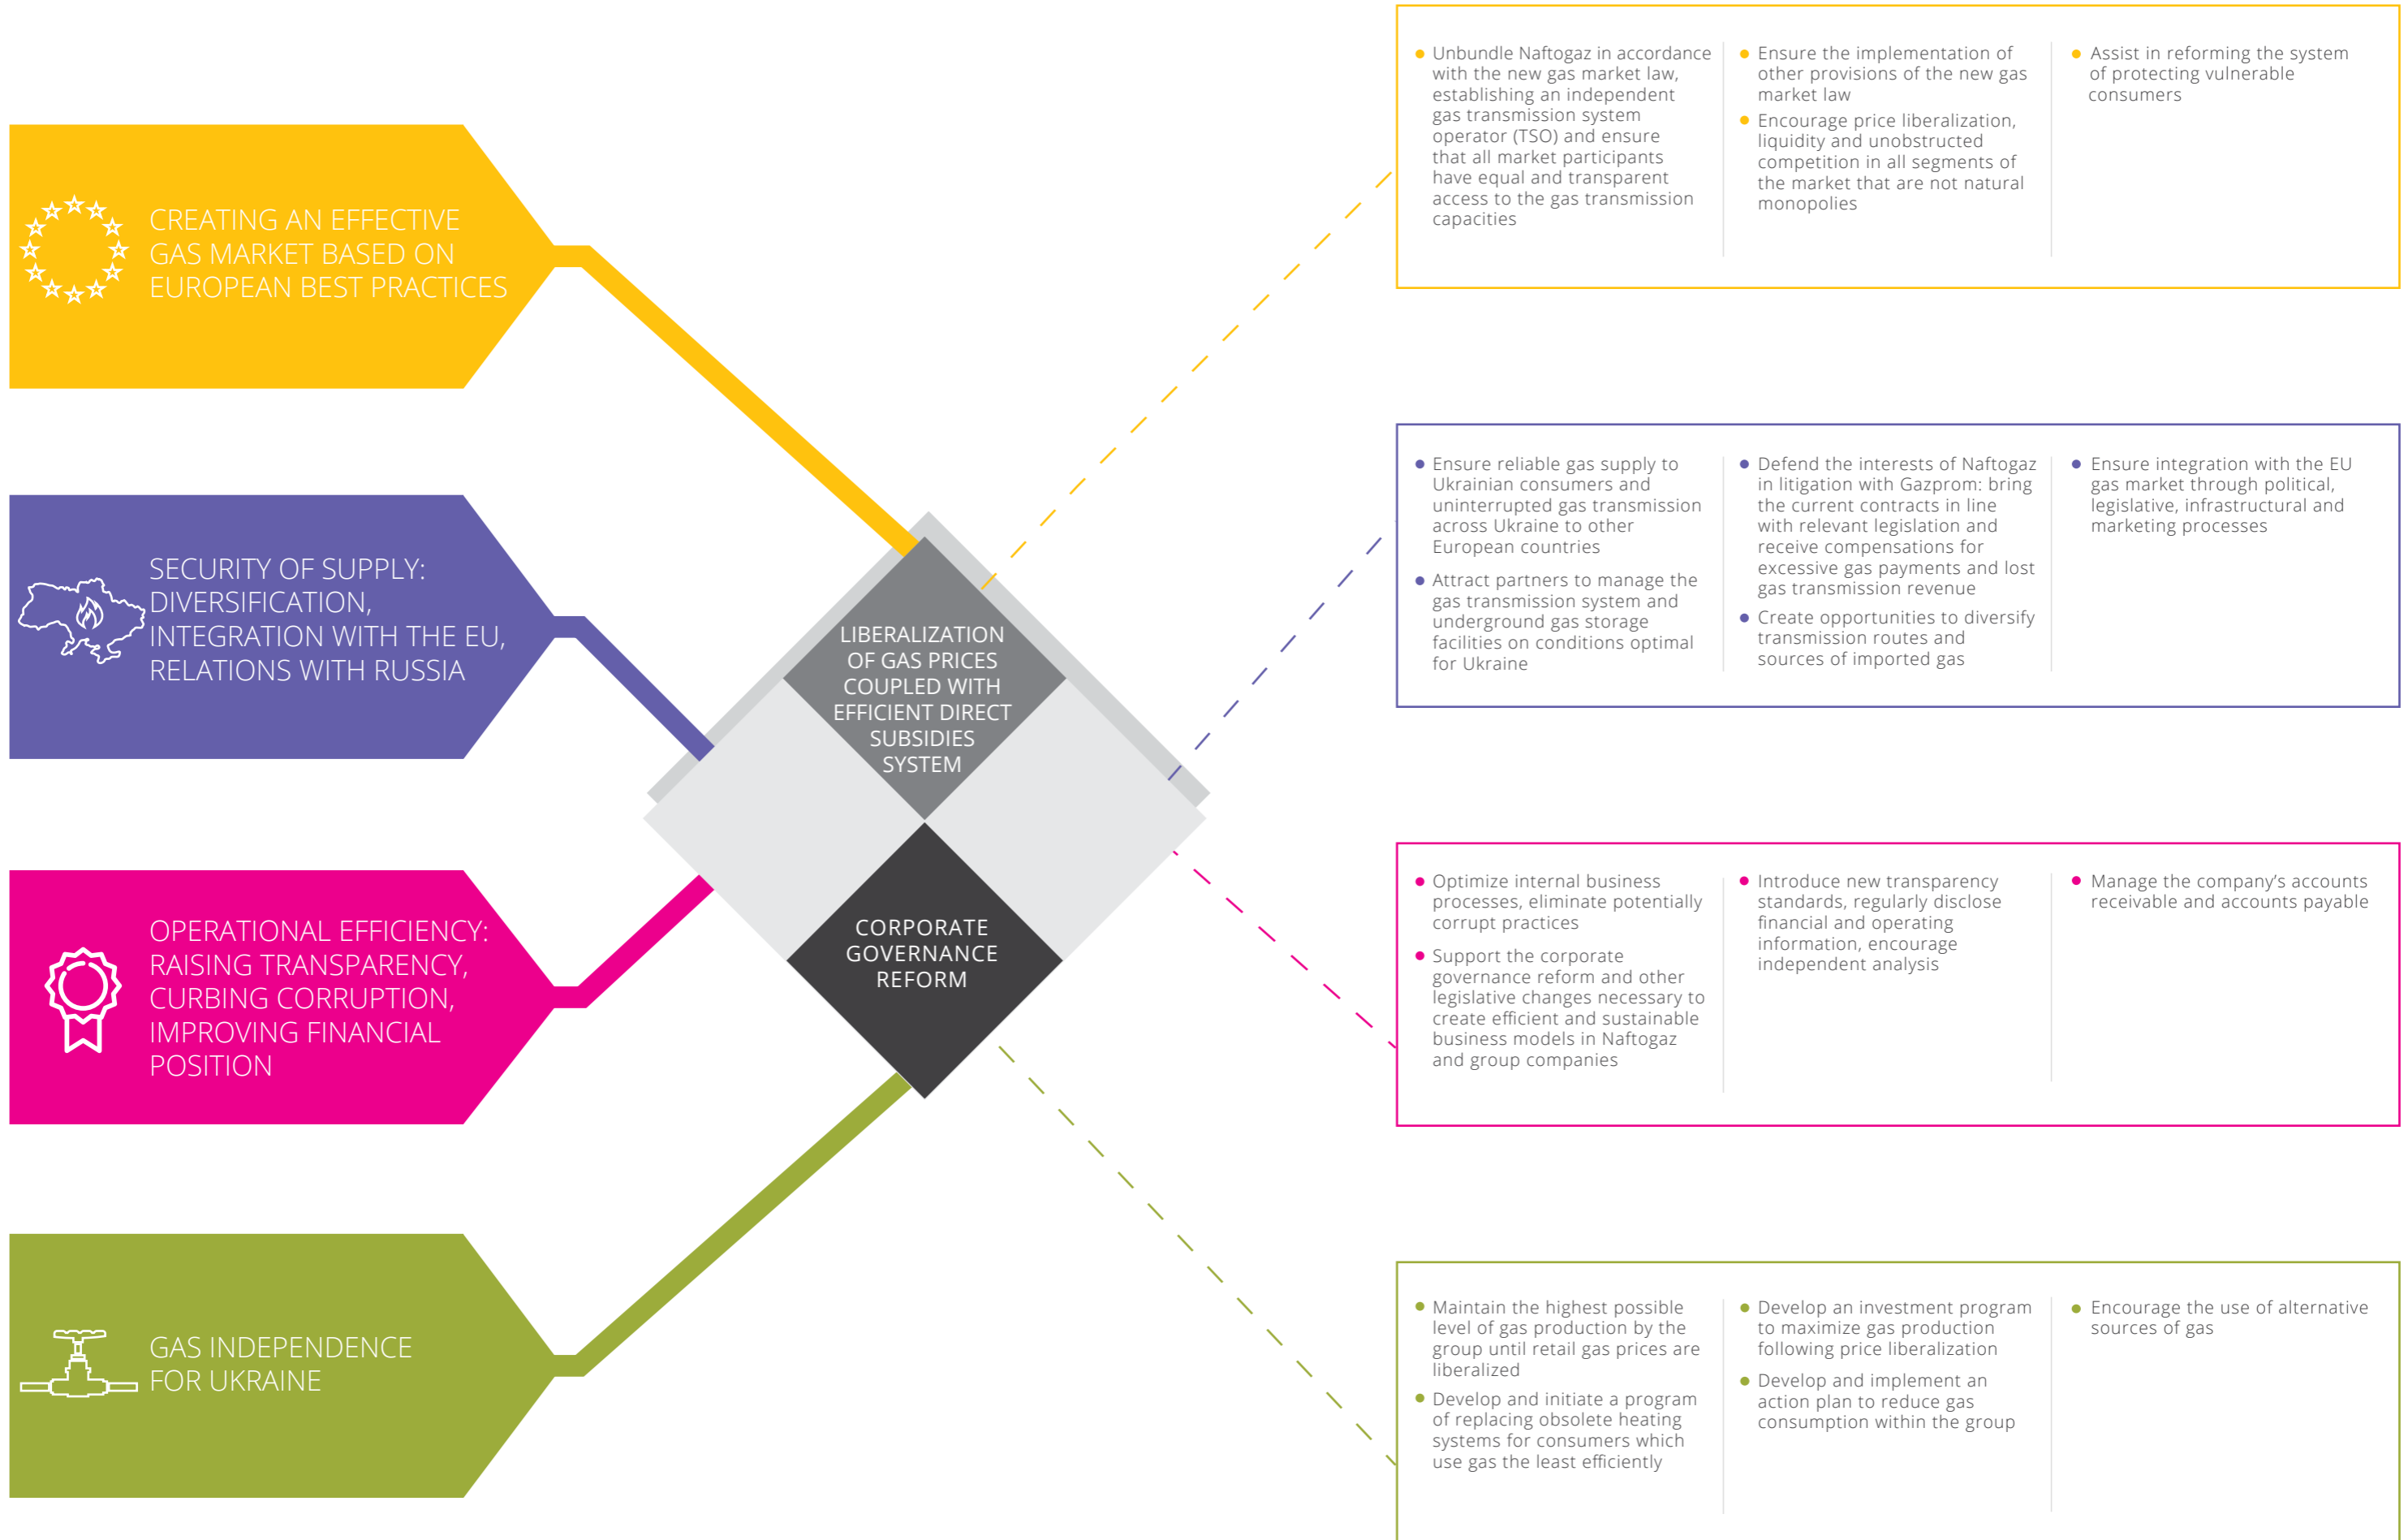 CREATING AN EFFECTIVE
GAS MARKET BASED ON
EUROPEAN BEST PRACTICES
SECURITY OF SUPPLY:
DIVERSIFICATION,
INTEGRATION WITH THE EU,
RELATIONS WITH RUSSIA
OPERATIONAL EFFICIENCY:
RAISING TRANSPARENCY,
CURBING CORRUPTION,
IMPROVING FINANCIAL
POSITION
GAS INDEPENDENCE
FOR UKRAINE
LIBERALIZATION
OF GAS PRICES
COUPLED WITH
EFFICIENT DIRECT
SUBSIDIES
SYSTEM
CORPORATE
GOVERNANCE
REFORM
Unbundle Naftogaz in accordance
with the new gas market law,
establishing an independent
gas transmission system
operator (TSO) and ensure
that all market participants
have equal and transparent
access to the gas transmission
capacities
Ensure the implementation of
other provisions of the new gas
market law
Encourage price liberalization,
liquidity and unobstructed
competition in all segments of
the market that are not natural
monopolies
Assist in reforming the system
of protecting vulnerable
consumers
Ensure reliable gas supply to
Ukrainian consumers and
uninterrupted gas transmission
across Ukraine to other
European countries
Attract partners to manage the
gas transmission system and
underground gas storage
facilities on conditions optimal
for Ukraine
Defend the interests of Naftogaz
in litigation with Gazprom: bring
the current contracts in line
with relevant legislation and
receive compensations for
excessive gas payments and lost
gas transmission revenue
Create opportunities to diversify
transmission routes and
sources of imported gas
Ensure integration with the EU
gas market through political,
legislative, infrastructural and
marketing processes
Optimize internal business
processes, eliminate potentially
corrupt practices
Support the corporate
governance reform and other
legislative changes necessary to
create efficient and sustainable
business models in Naftogaz
and group companies
Introduce new transparency
standards, regularly disclose
financial and operating
information, encourage
independent analysis
Manage the company’s accounts
receivable and accounts payable
Maintain the highest possible
level of gas production by the
group until retail gas prices are
liberalized
Develop and initiate a program
of replacing obsolete heating
systems for consumers which
use gas the least efficiently
Develop an investment program
to maximize gas production
following price liberalization
Develop and implement an
action plan to reduce gas
consumption within the group
Encourage the use of alternative
sources of gas